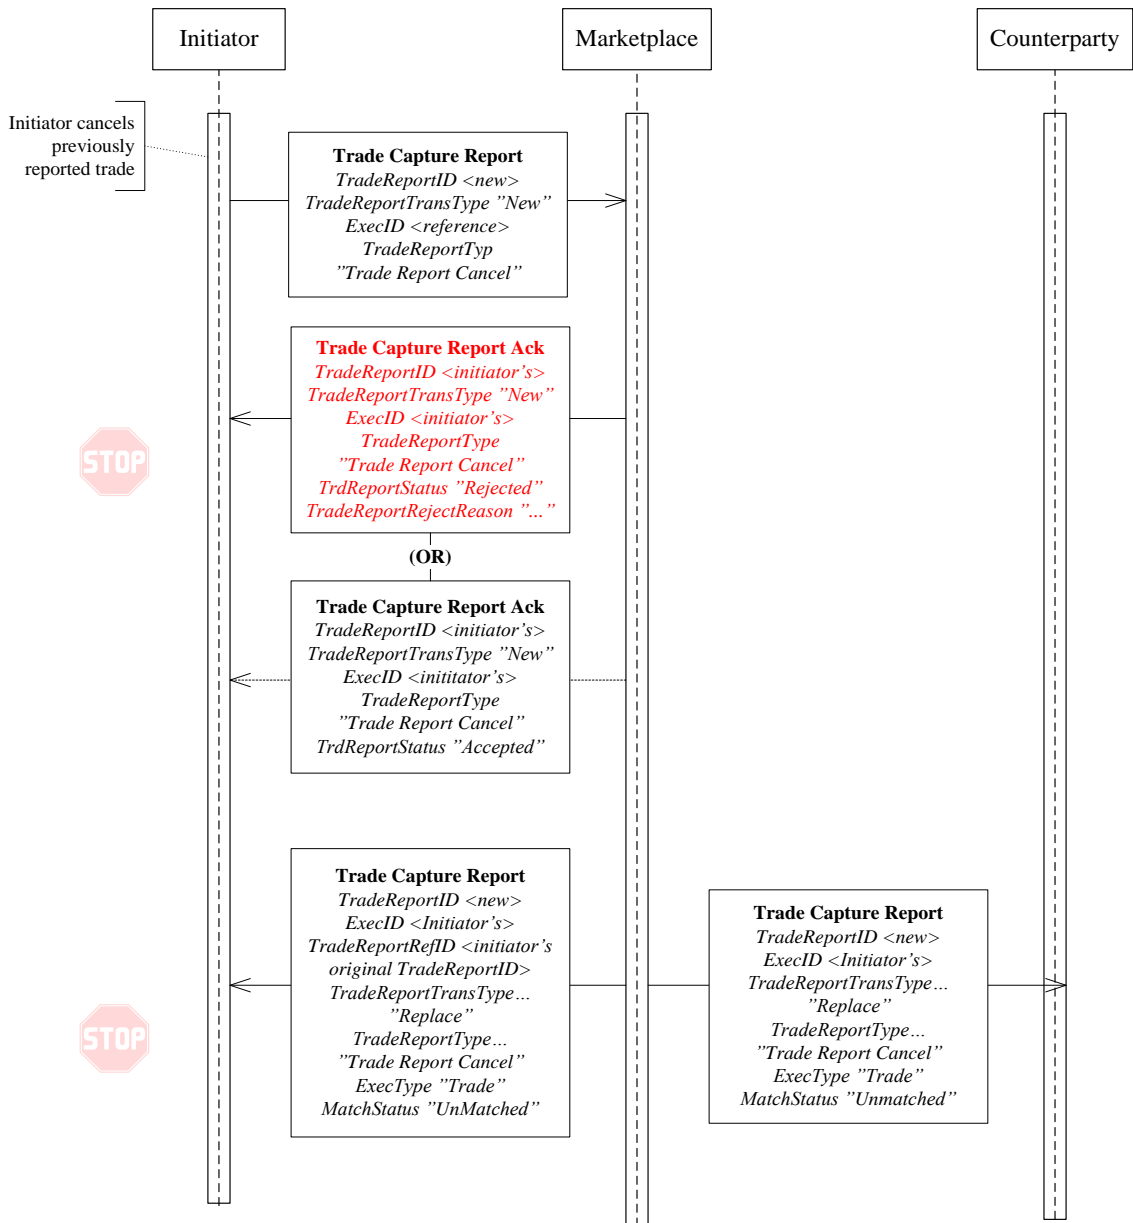 Initiator
Marketplace
Counterparty
Initiator cancels
previously
reported trade
Trade Capture Report
TradeReportID <new>
TradeReportTransType ”New”
ExecID <reference>
TradeReportTyp
”Trade Report Cancel”
Trade Capture Report Ack
TradeReportID <initiator’s>
TradeReportTransType ”New”
ExecID <initiator’s>
TradeReportType
”Trade Report Cancel”
TrdReportStatus ”Rejected”
TradeReportRejectReason ”...”
STOP
(OR)
Trade Capture Report Ack
TradeReportID <initiator’s>
TradeReportTransType ”New”
ExecID <inititator’s>
TradeReportType
”Trade Report Cancel”
TrdReportStatus ”Accepted”
Trade Capture Report
TradeReportID <new>
ExecID <Initiator’s>
TradeReportRefID <initiator’s
original TradeReportID>
TradeReportTransType...
”Replace”
TradeReportType...
”Trade Report Cancel”
ExecType ”Trade”
MatchStatus ”UnMatched”
STOP
Trade Capture Report
TradeReportID <new>
ExecID <Initiator’s>
TradeReportTransType...
”Replace”
TradeReportType...
”Trade Report Cancel”
ExecType ”Trade”
MatchStatus ”Unmatched”